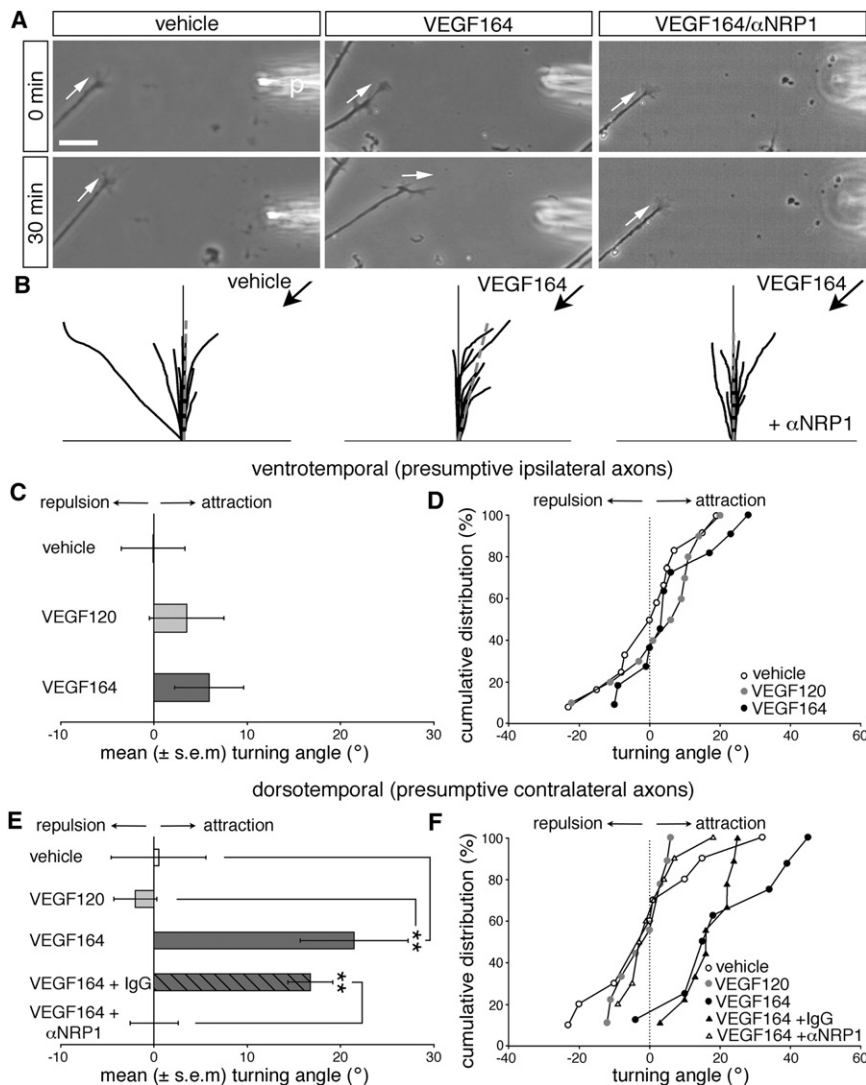 A
vehicle
VEGF164
VEGF164/αNRP1
0 min
p
30 min
B
vehicle
VEGF164
VEGF164
+ αNRP1
ventrotemporal (presumptive ipsilateral axons)
C
repulsion
attraction
vehicle
VEGF120
VEGF164
-10 0 10 20 30
mean (± s.e.m) turning angle (°)
D
repulsion
attraction
cumulative distribution (%)
100
80
60
40
20
0
vehicle
VEGF120
VEGF164
-40 -20 0 20 40 60
turning angle (°)
dorsotemporal (presumptive contralateral axons)
E
repulsion
attraction
vehicle
VEGF120
VEGF164
**
VEGF164 + IgG
**
VEGF164 +
αNRP1
-10 0 10 20 30
mean (± s.e.m) turning angle (°)
F
repulsion
attraction
cumulative distribution (%)
100
80
60
40
20
0
vehicle
VEGF120
VEGF164
VEGF164 +IgG
VEGF164 +αNRP1
-40 -20 0 20 40 60
turning angle (°)